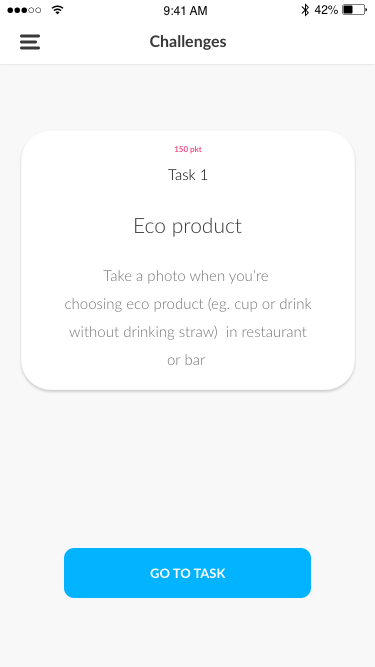 9:41 AM
42%
Challenges
150 pkt
Task 1
Eco product
Take a photo when you're
choosing eco product (eg. cup or drink
without drinking straw)  in restaurant
or bar
GO TO TASK